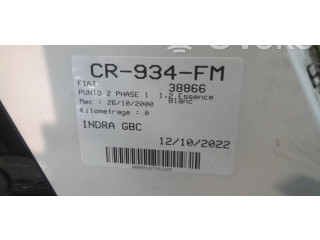 CR-934-FM
FIAT 38866
PUNTO 2 PHASE 1 1.2 Essence
Mec : 26/10/2000 Blanc
Kilometrage : 0
INDRA GBC
12/10/2022